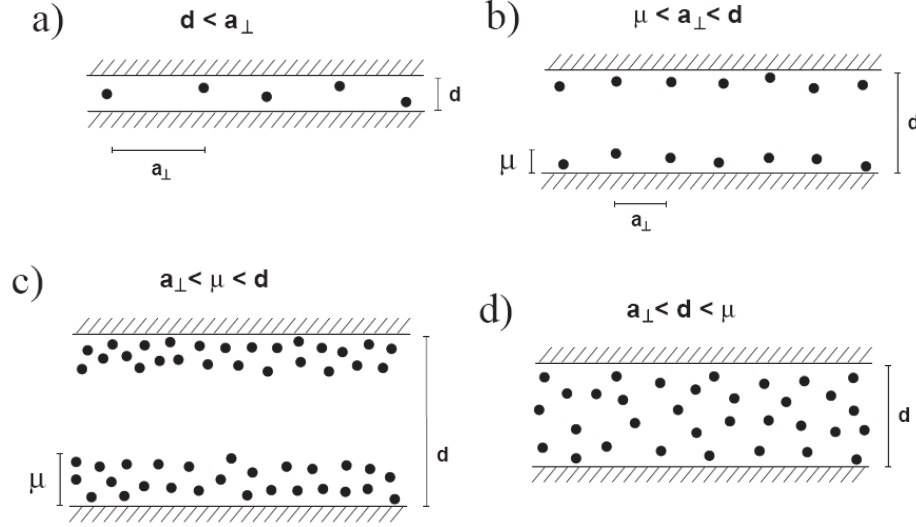 a)
d < a⊥
d
a⊥
b)
μ < a⊥ < d
d
μ
a⊥
c)
a⊥ < μ < d
d
μ
d)
a⊥ < d < μ
d